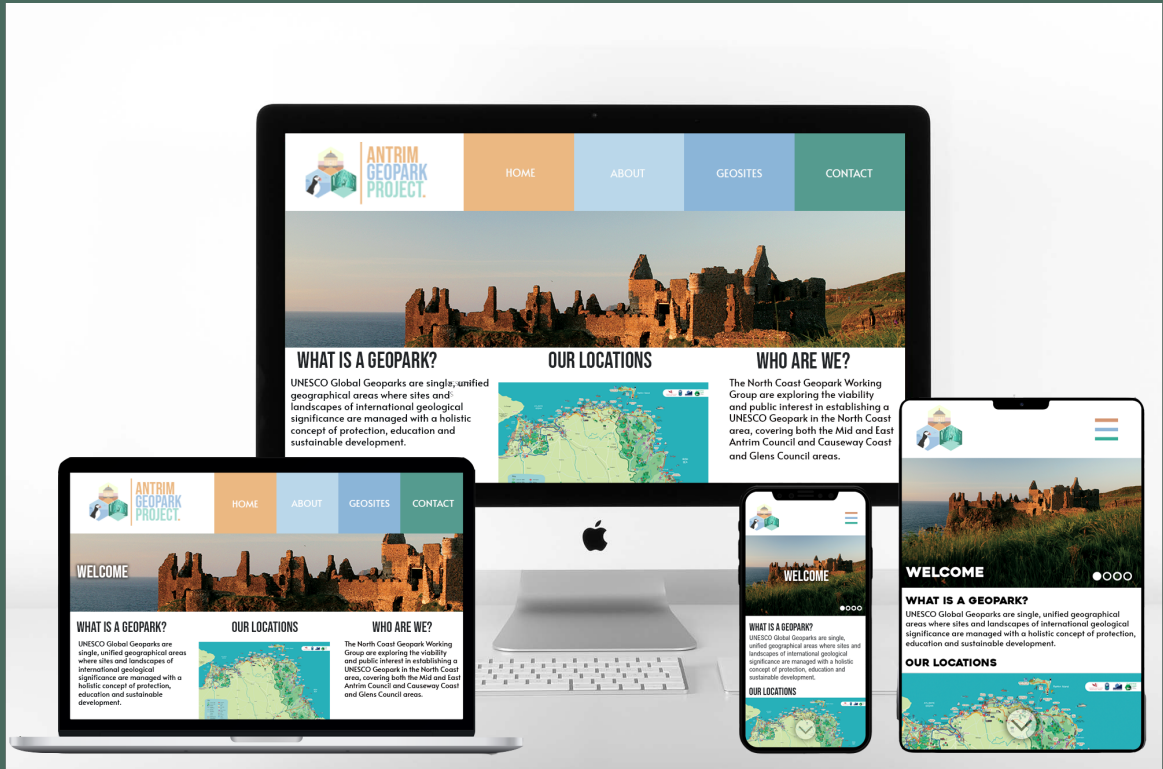 ANTRIM
GEOPARK
PROJECT.
HOME
ABOUT
GEOSITES
CONTACT
WHAT IS A GEOPARK?
UNESCO Global Geoparks are single, unified
geographical areas where sites and
landscapes of international geological
significance are managed with a holistic
concept of protection, education and
sustainable development.
OUR LOCATIONS
WHO ARE WE?
The North Coast Geopark Working
Group are exploring the viability
and public interest in establishing a
UNESCO Geopark in the North Coast
area, covering both the Mid and East
Antrim Council and Causeway Coast
and Glens Council areas.
ANTRIM
GEOPARK
PROJECT.
HOME
ABOUT
GEOSITES
CONTACT
WELCOME
WHAT IS A GEOPARK?
UNESCO Global Geoparks are
single, unified geographical areas
where sites and landscapes of
international geological
significance are managed with a
holistic concept of protection,
education and sustainable
development.
OUR LOCATIONS
WHO ARE WE?
The North Coast Geopark Working
Group are exploring the viability
and public interest in establishing a
UNESCO Geopark in the North Coast
area, covering both the Mid and East
Antrim Council and Causeway Coast
and Glens Council areas.
WELCOME
WHAT IS A GEOPARK?
UNESCO Global Geoparks are single,
unified geographical areas where sites and
landscapes of international geological
significance are managed with a holistic
concept of protection, education and
sustainable development.
OUR LOCATIONS
WELCOME
WHAT IS A GEOPARK?
UNESCO Global Geoparks are single, unified geographical
areas where sites and landscapes of international geological
significance are managed with a holistic concept of protection,
education and sustainable development.
OUR LOCATIONS